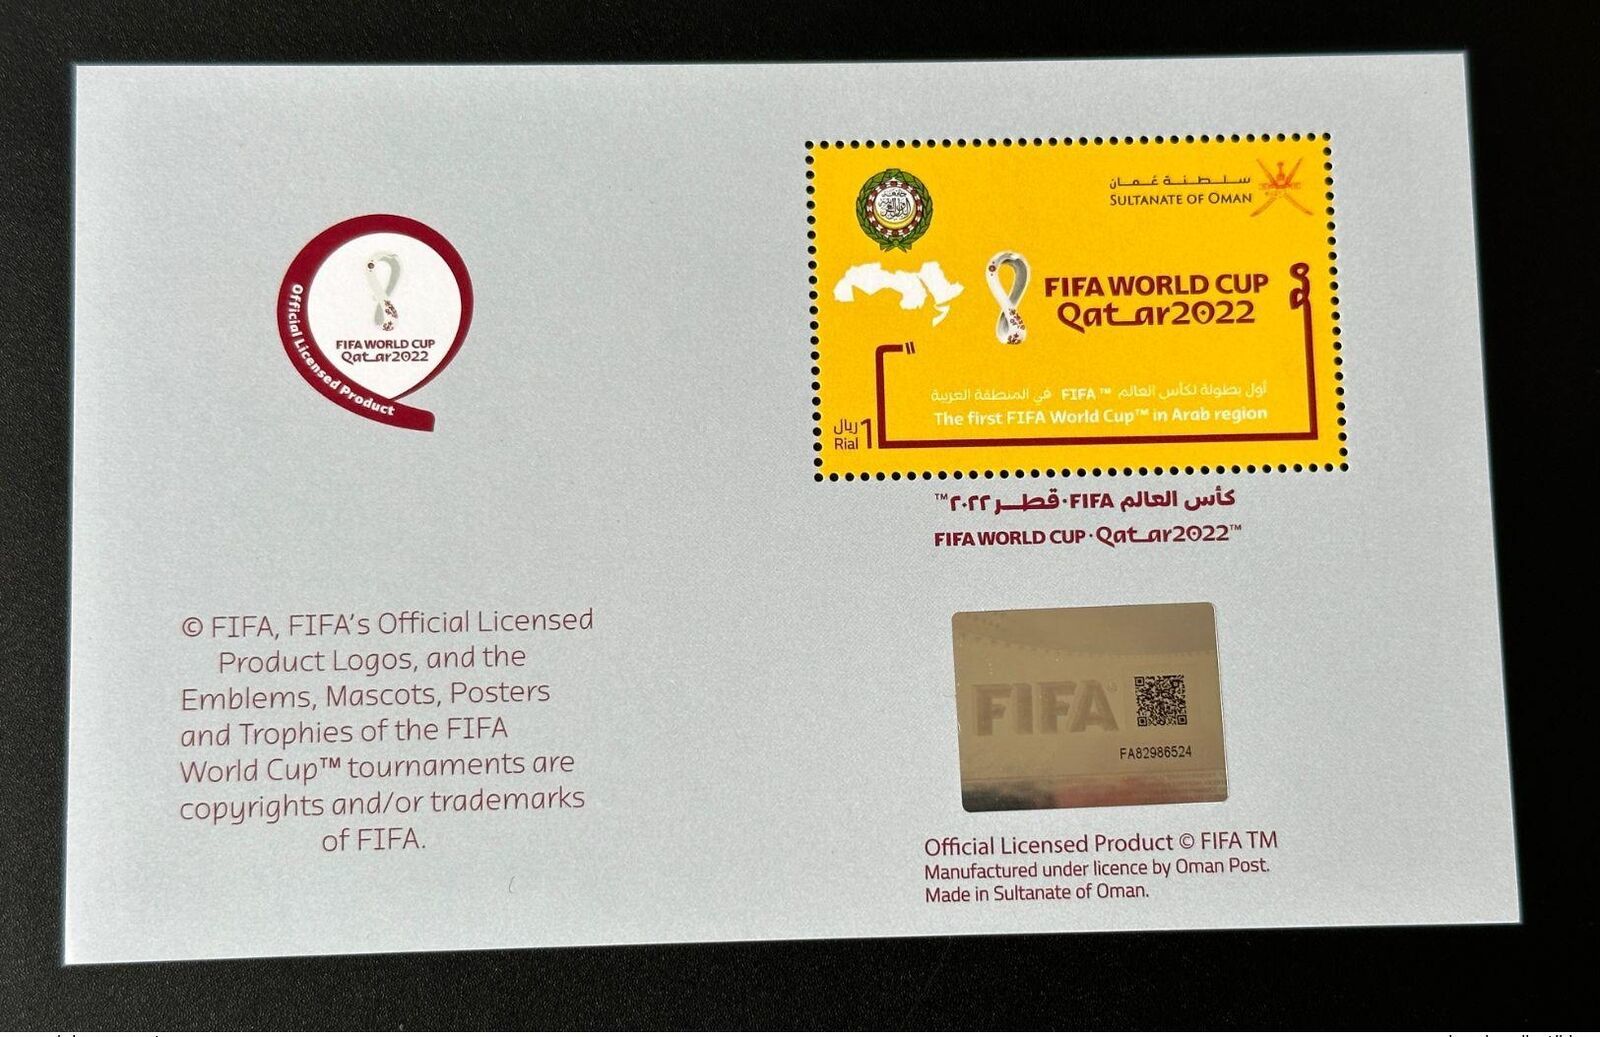 Official Licensed Product
FIFA WORLD CUP
Qatar2022
سلطنة عُمان
SULTANATE OF OMAN
FIFA WORLD CUP
Qatar2022
أول بطولة لكأس العالم FIFA™ في المنطقة العربية
The first FIFA World Cup™ in Arab region
ريال 1
Rial
كأس العالم FIFA·قطر ٢٠٢٢™
FIFA WORLD CUP·Qatar2022™
© FIFA, FIFA's Official Licensed
Product Logos, and the
Emblems, Mascots, Posters
and Trophies of the FIFA
World Cup™ tournaments are
copyrights and/or trademarks
of FIFA.
FIFA
FA82986524
Official Licensed Product © FIFA TM
Manufactured under licence by Oman Post.
Made in Sultanate of Oman.